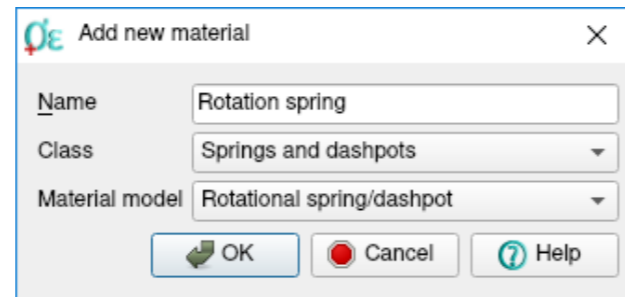 Add new material
Name Rotation spring
Class Springs and dashpots
Material model Rotational spring/dashpot
OK Cancel Help